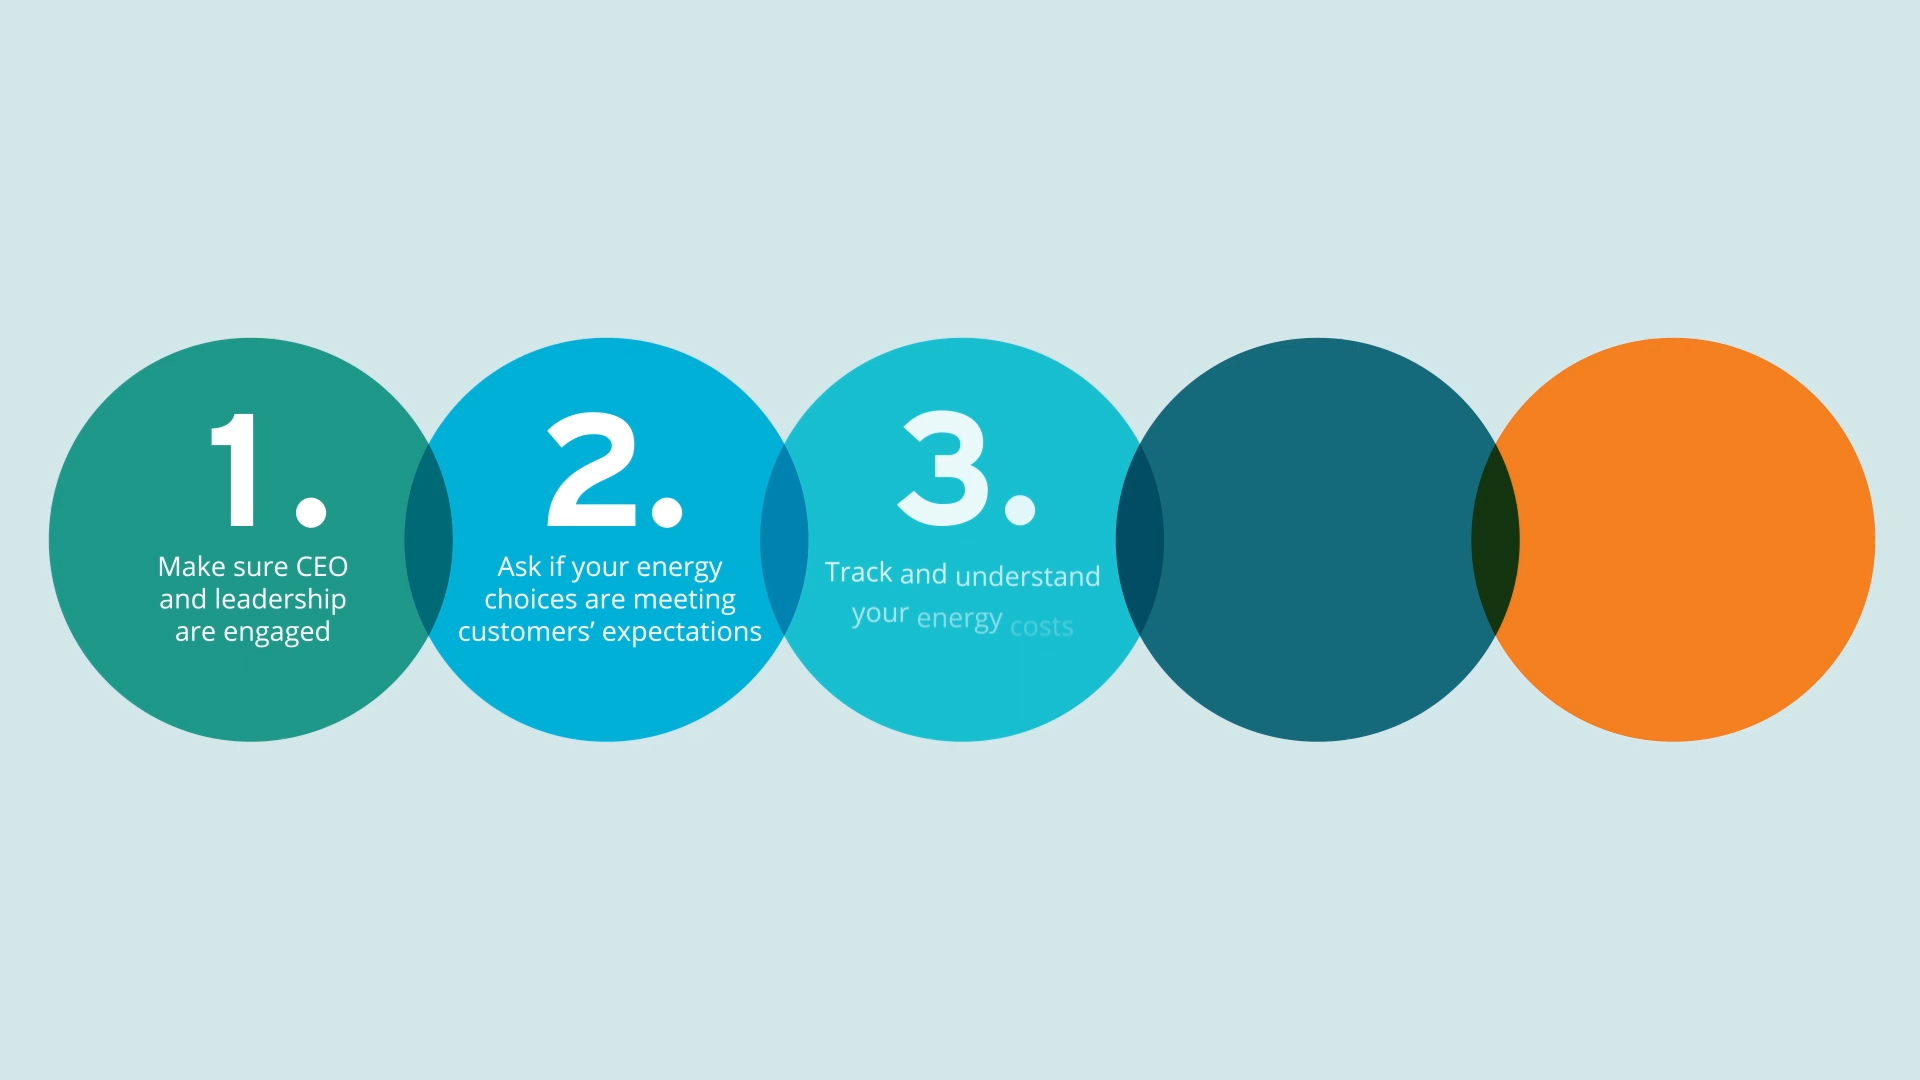 1.
Make sure CEO
and leadership
are engaged
2.
Ask if your energy
choices are meeting
customers’ expectations
3.
Track and understand
your energy costs